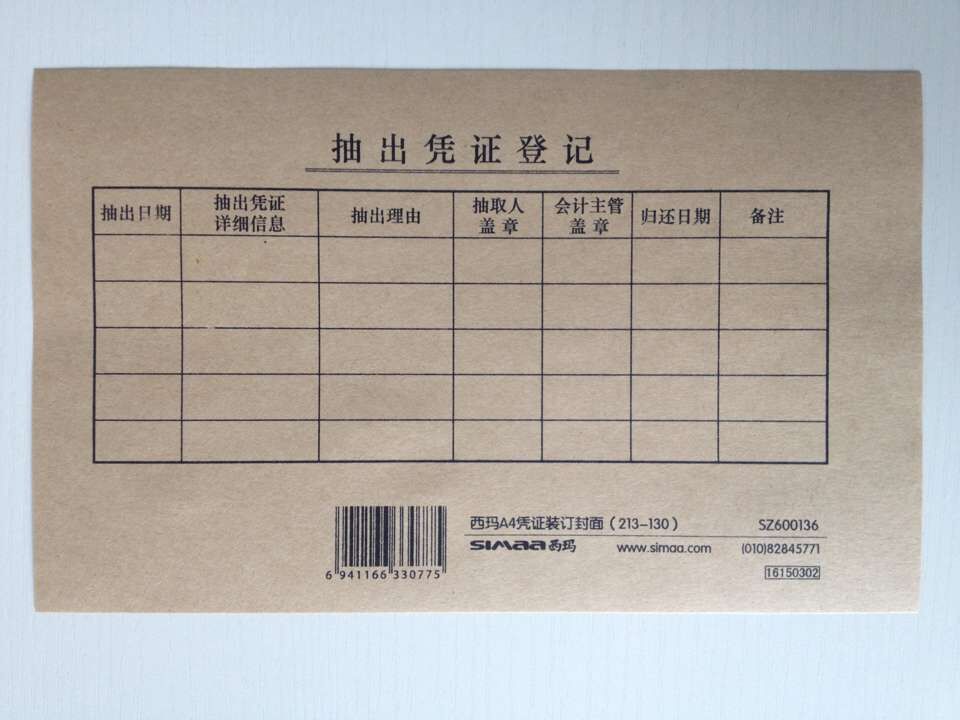 抽出凭证登记
抽出日期 抽出凭证详细信息 抽出理由 抽取人盖章 会计主管盖章 归还日期 备注
西玛A4凭证装订封面（213-130） SZ600136
simaa西玛 www.simaa.com (010)82845771
6 941166 330775
16150302